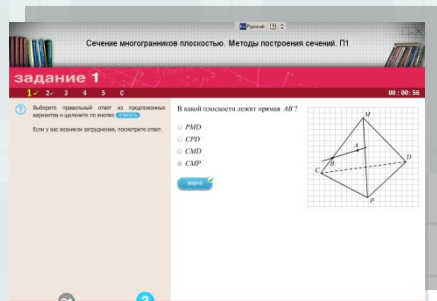 Русский
Сечение многогранников плоскостью. Методы построения сечений. П1
задание 1
1 2 3 4 5 С
00 : 00 : 56
Выберите правильный ответ из предложенных
вариантов и щелкните по кнопке
Если у вас возникли затруднения, посмотрите ответ.
В какой плоскости лежит прямая AB ?
PMD
CPD
CMD
CMP
верно
M
A
B
C
D
P